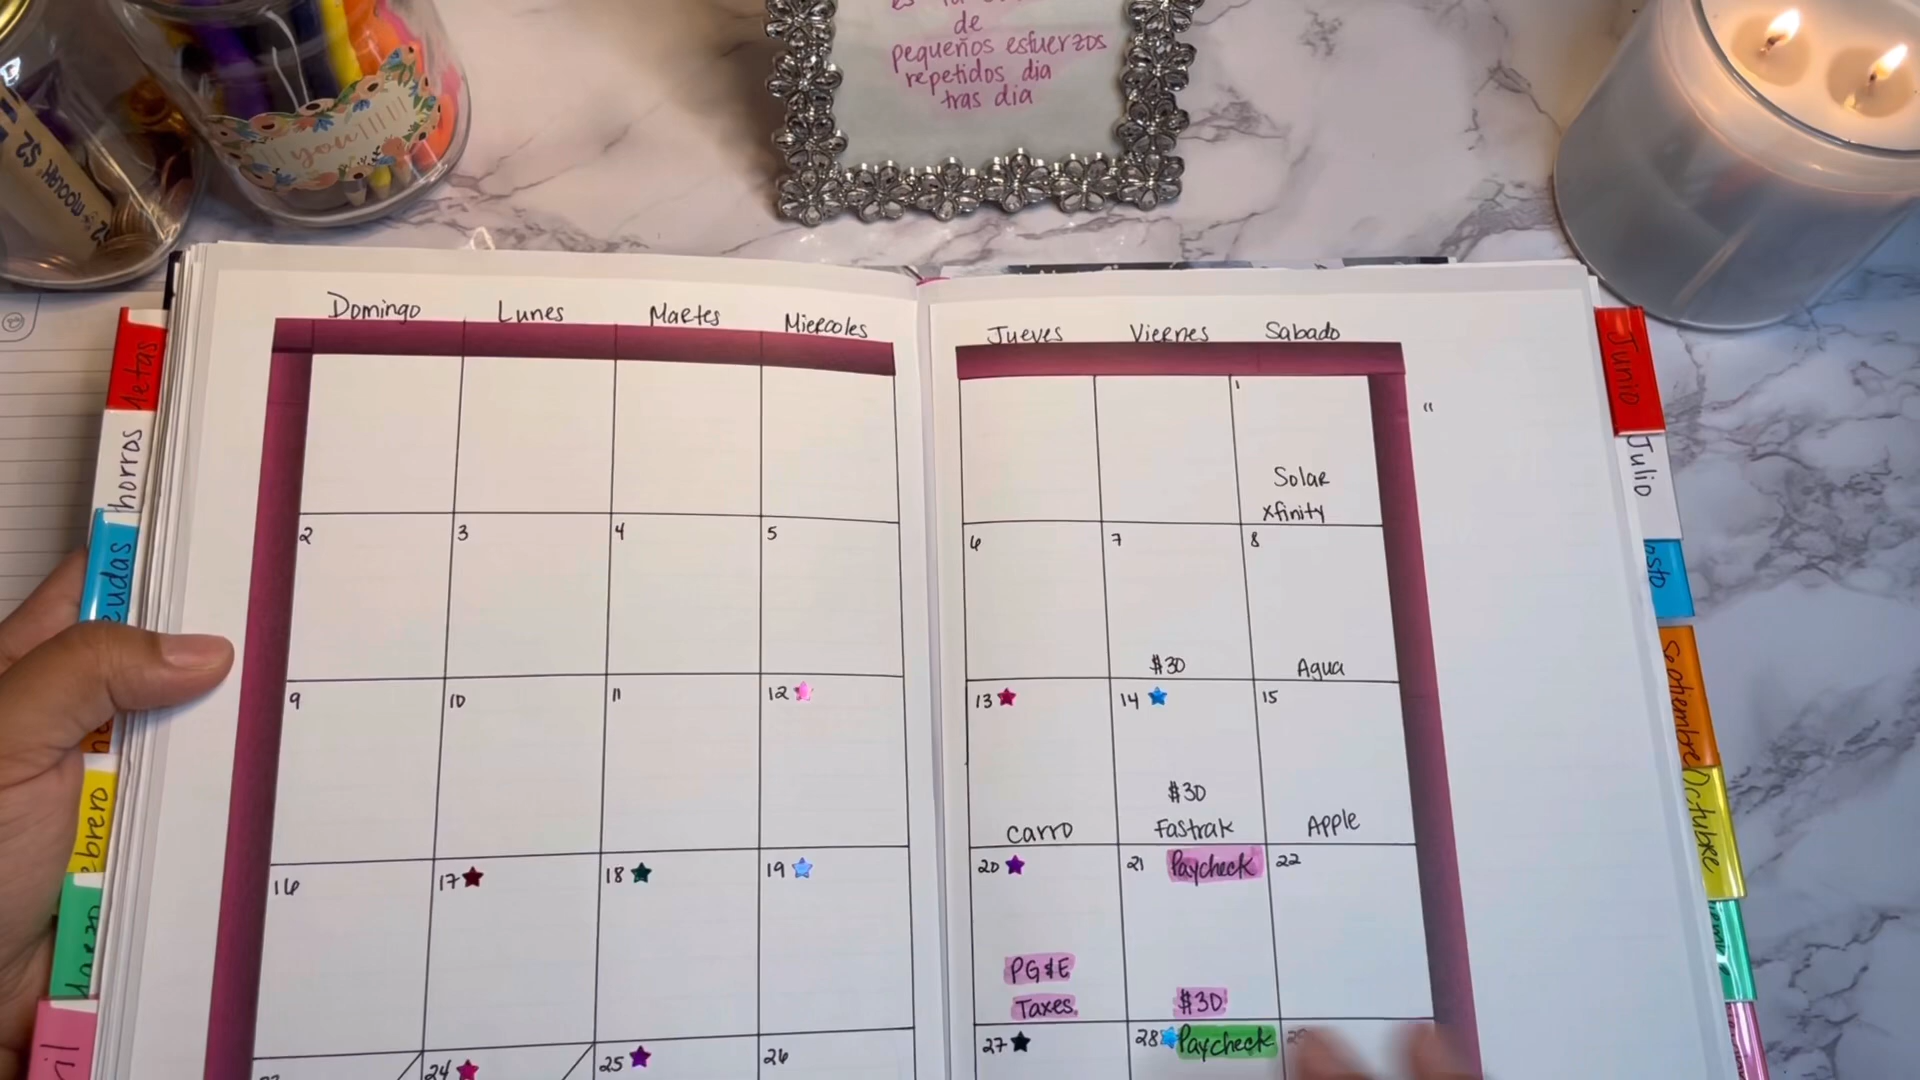 de
pequeños esfuerzos
repetidos dia
tras dia
you
$2
Domingo Lunes Martes Miercoles Jueves Viernes Sabado
1
Solar
xfinity
2 3 4 5 6 7 8
$30 Agua
9 10 11 12 13 14 15
$30
carro Fastrak Apple
16 17 18 19 20 21 Paycheck 22
PG&E
Taxes $30
24 25 26 27 28 Paycheck
Junio
Julio
Septiembre
Octubre